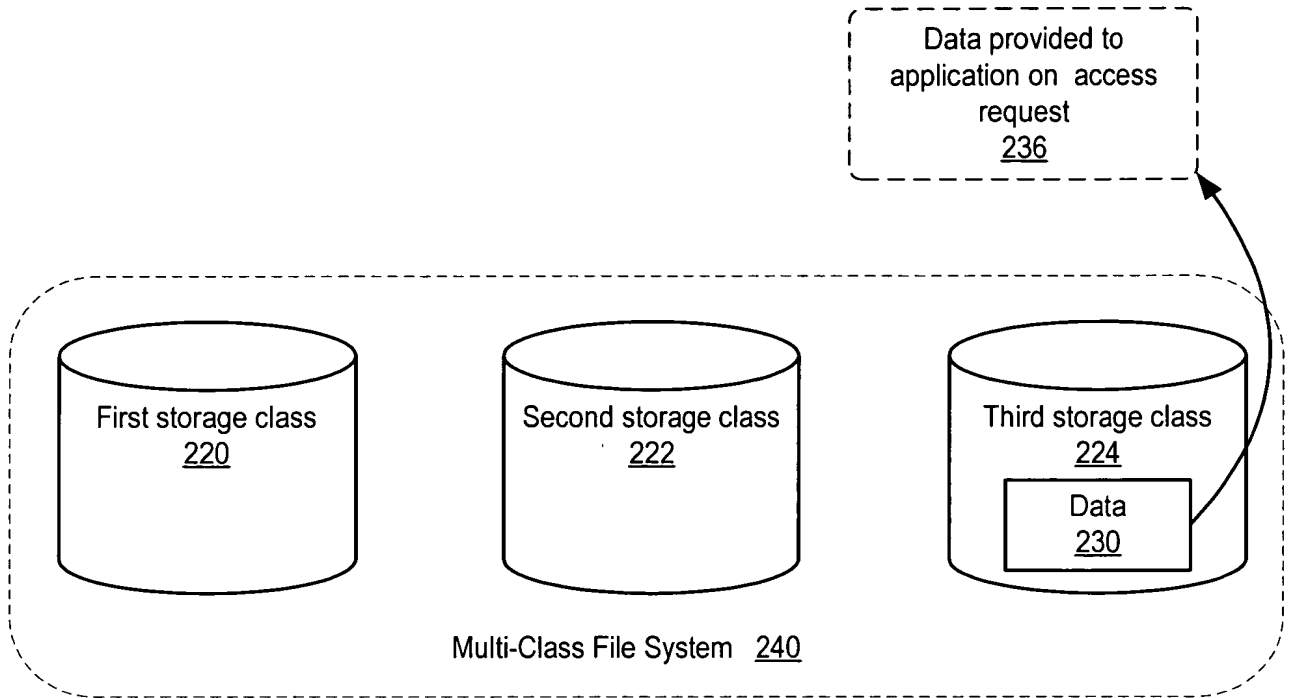 Data provided to
application on access
request
236
First storage class
220
Second storage class
222
Third storage class
224
Data
230
Multi-Class File System 240